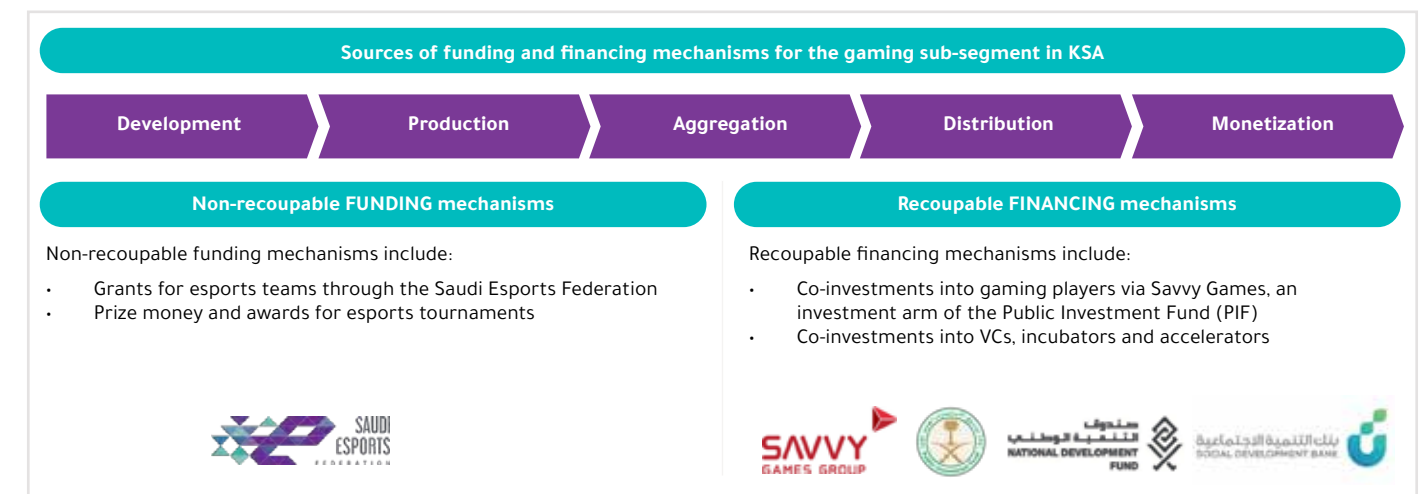 Sources of funding and financing mechanisms for the gaming sub-segment in KSA
Development
Production
Aggregation
Distribution
Monetization
Non-recoupable FUNDING mechanisms
Non-recoupable funding mechanisms include:
• Grants for esports teams through the Saudi Esports Federation
• Prize money and awards for esports tournaments
SAUDI
ESPORTS
FEDERATION
Recoupable FINANCING mechanisms
Recoupable financing mechanisms include:
• Co-investments into gaming players via Savvy Games, an
investment arm of the Public Investment Fund (PIF)
• Co-investments into VCs, incubators and accelerators
SAVVY
GAMES GROUP
صندوق
التنمية الوطني
NATIONAL DEVELOPMENT
FUND
بنك التنمية الاجتماعية
SOCIAL DEVELOPMENT BANK